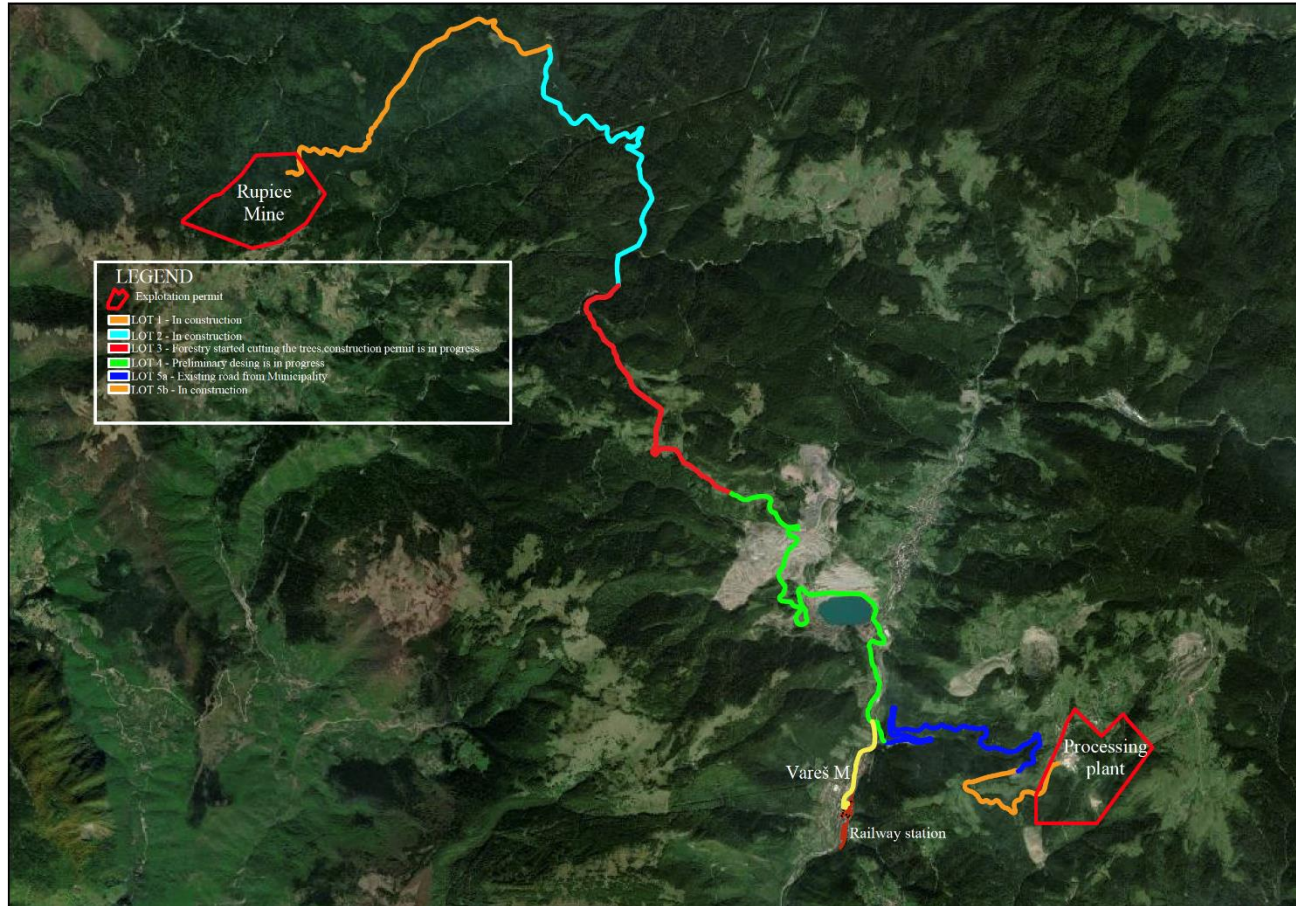 Rupice
Mine
LEGEND
Explotation permit
LOT 1 - In construction
LOT 2 - In construction
LOT 3 - Forestry started cutting the trees,construction permit is in progress
LOT 4 - Preliminary desing is in progress
LOT 5a - Existing road from Municipality
LOT 5b - In construction
Processing
plant
Vareš M
Railway station